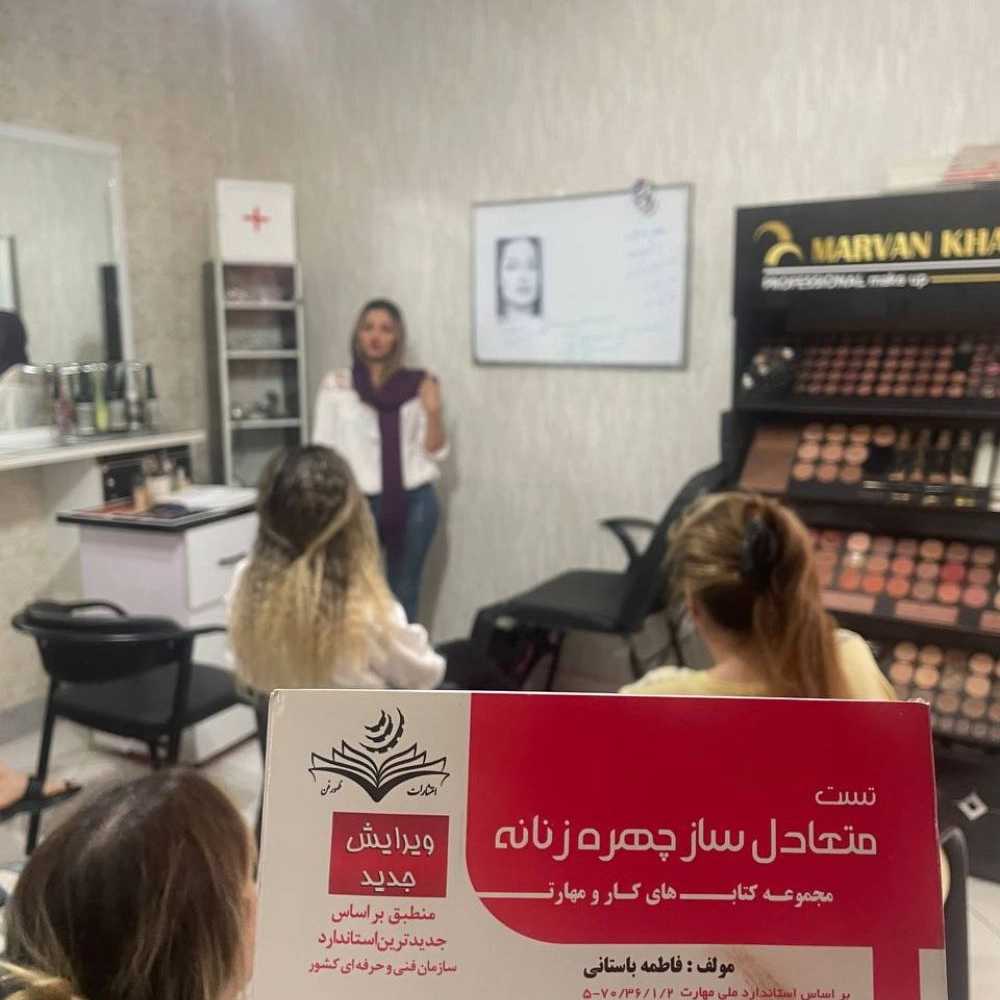 MARVAN KHA
PROFESSIONAL make up
انتشارات ظهور فن
ویرایش
جدید
منطبق بر اساس
جدیدترین استاندارد
سازمان فنی و حرفه ای کشور
تست
متعادل ساز چهره زنانه
مجموعه کتاب های کار و مهارت
مولف : فاطمه باستانی
بر اساس استاندارد ملی مهارت ۵-۷۰/۳۶/۱/۲